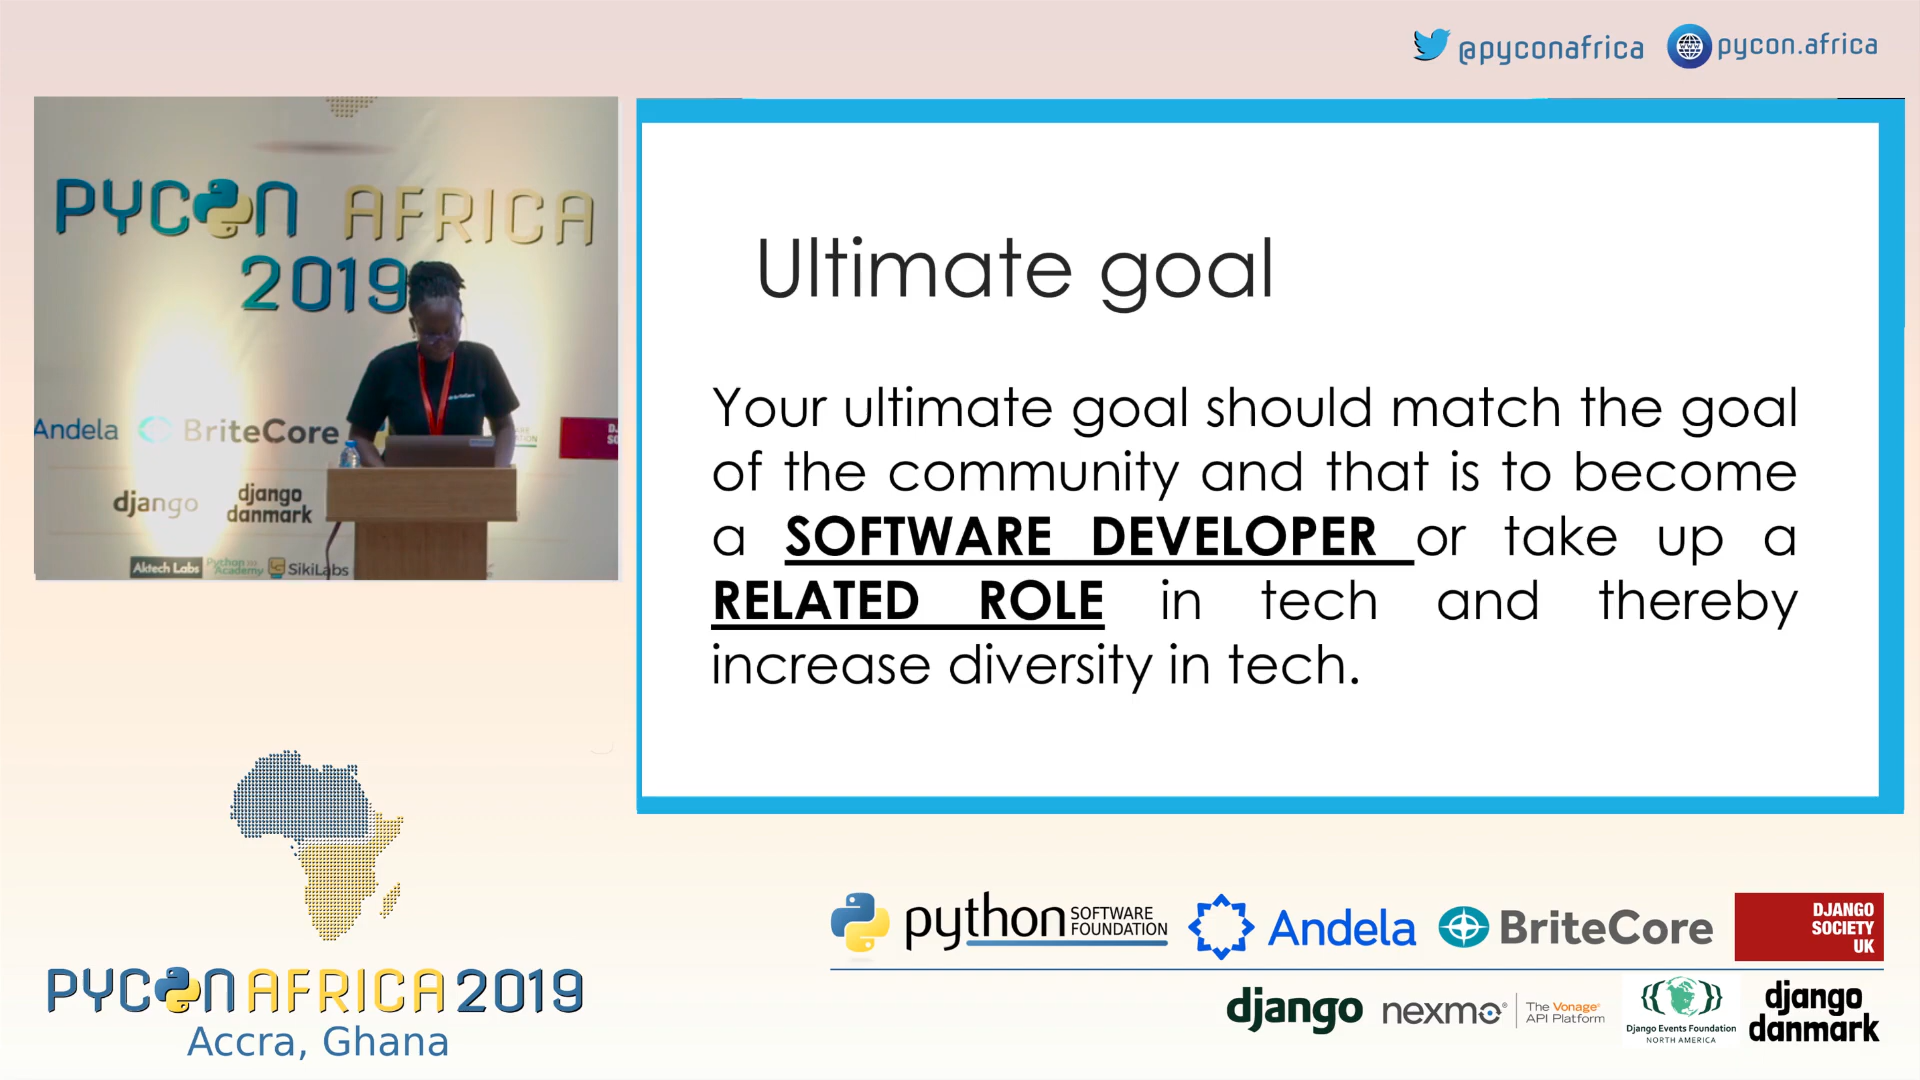 @pyconafrica pycon.africa
PYCON AFRICA
2019
Andela BriteCore
django django danmark
Aktech Labs Python Academy SikiLabs
Ultimate goal
Your ultimate goal should match the goal
of the community and that is to become
a SOFTWARE DEVELOPER or take up a
RELATED ROLE in tech and thereby
increase diversity in tech.
PYCON AFRICA 2019
Accra, Ghana
python SOFTWARE FOUNDATION Andela BriteCore DJANGO SOCIETY UK
django nexmo The Vonage® API Platform Django Events Foundation NORTH AMERICA django danmark